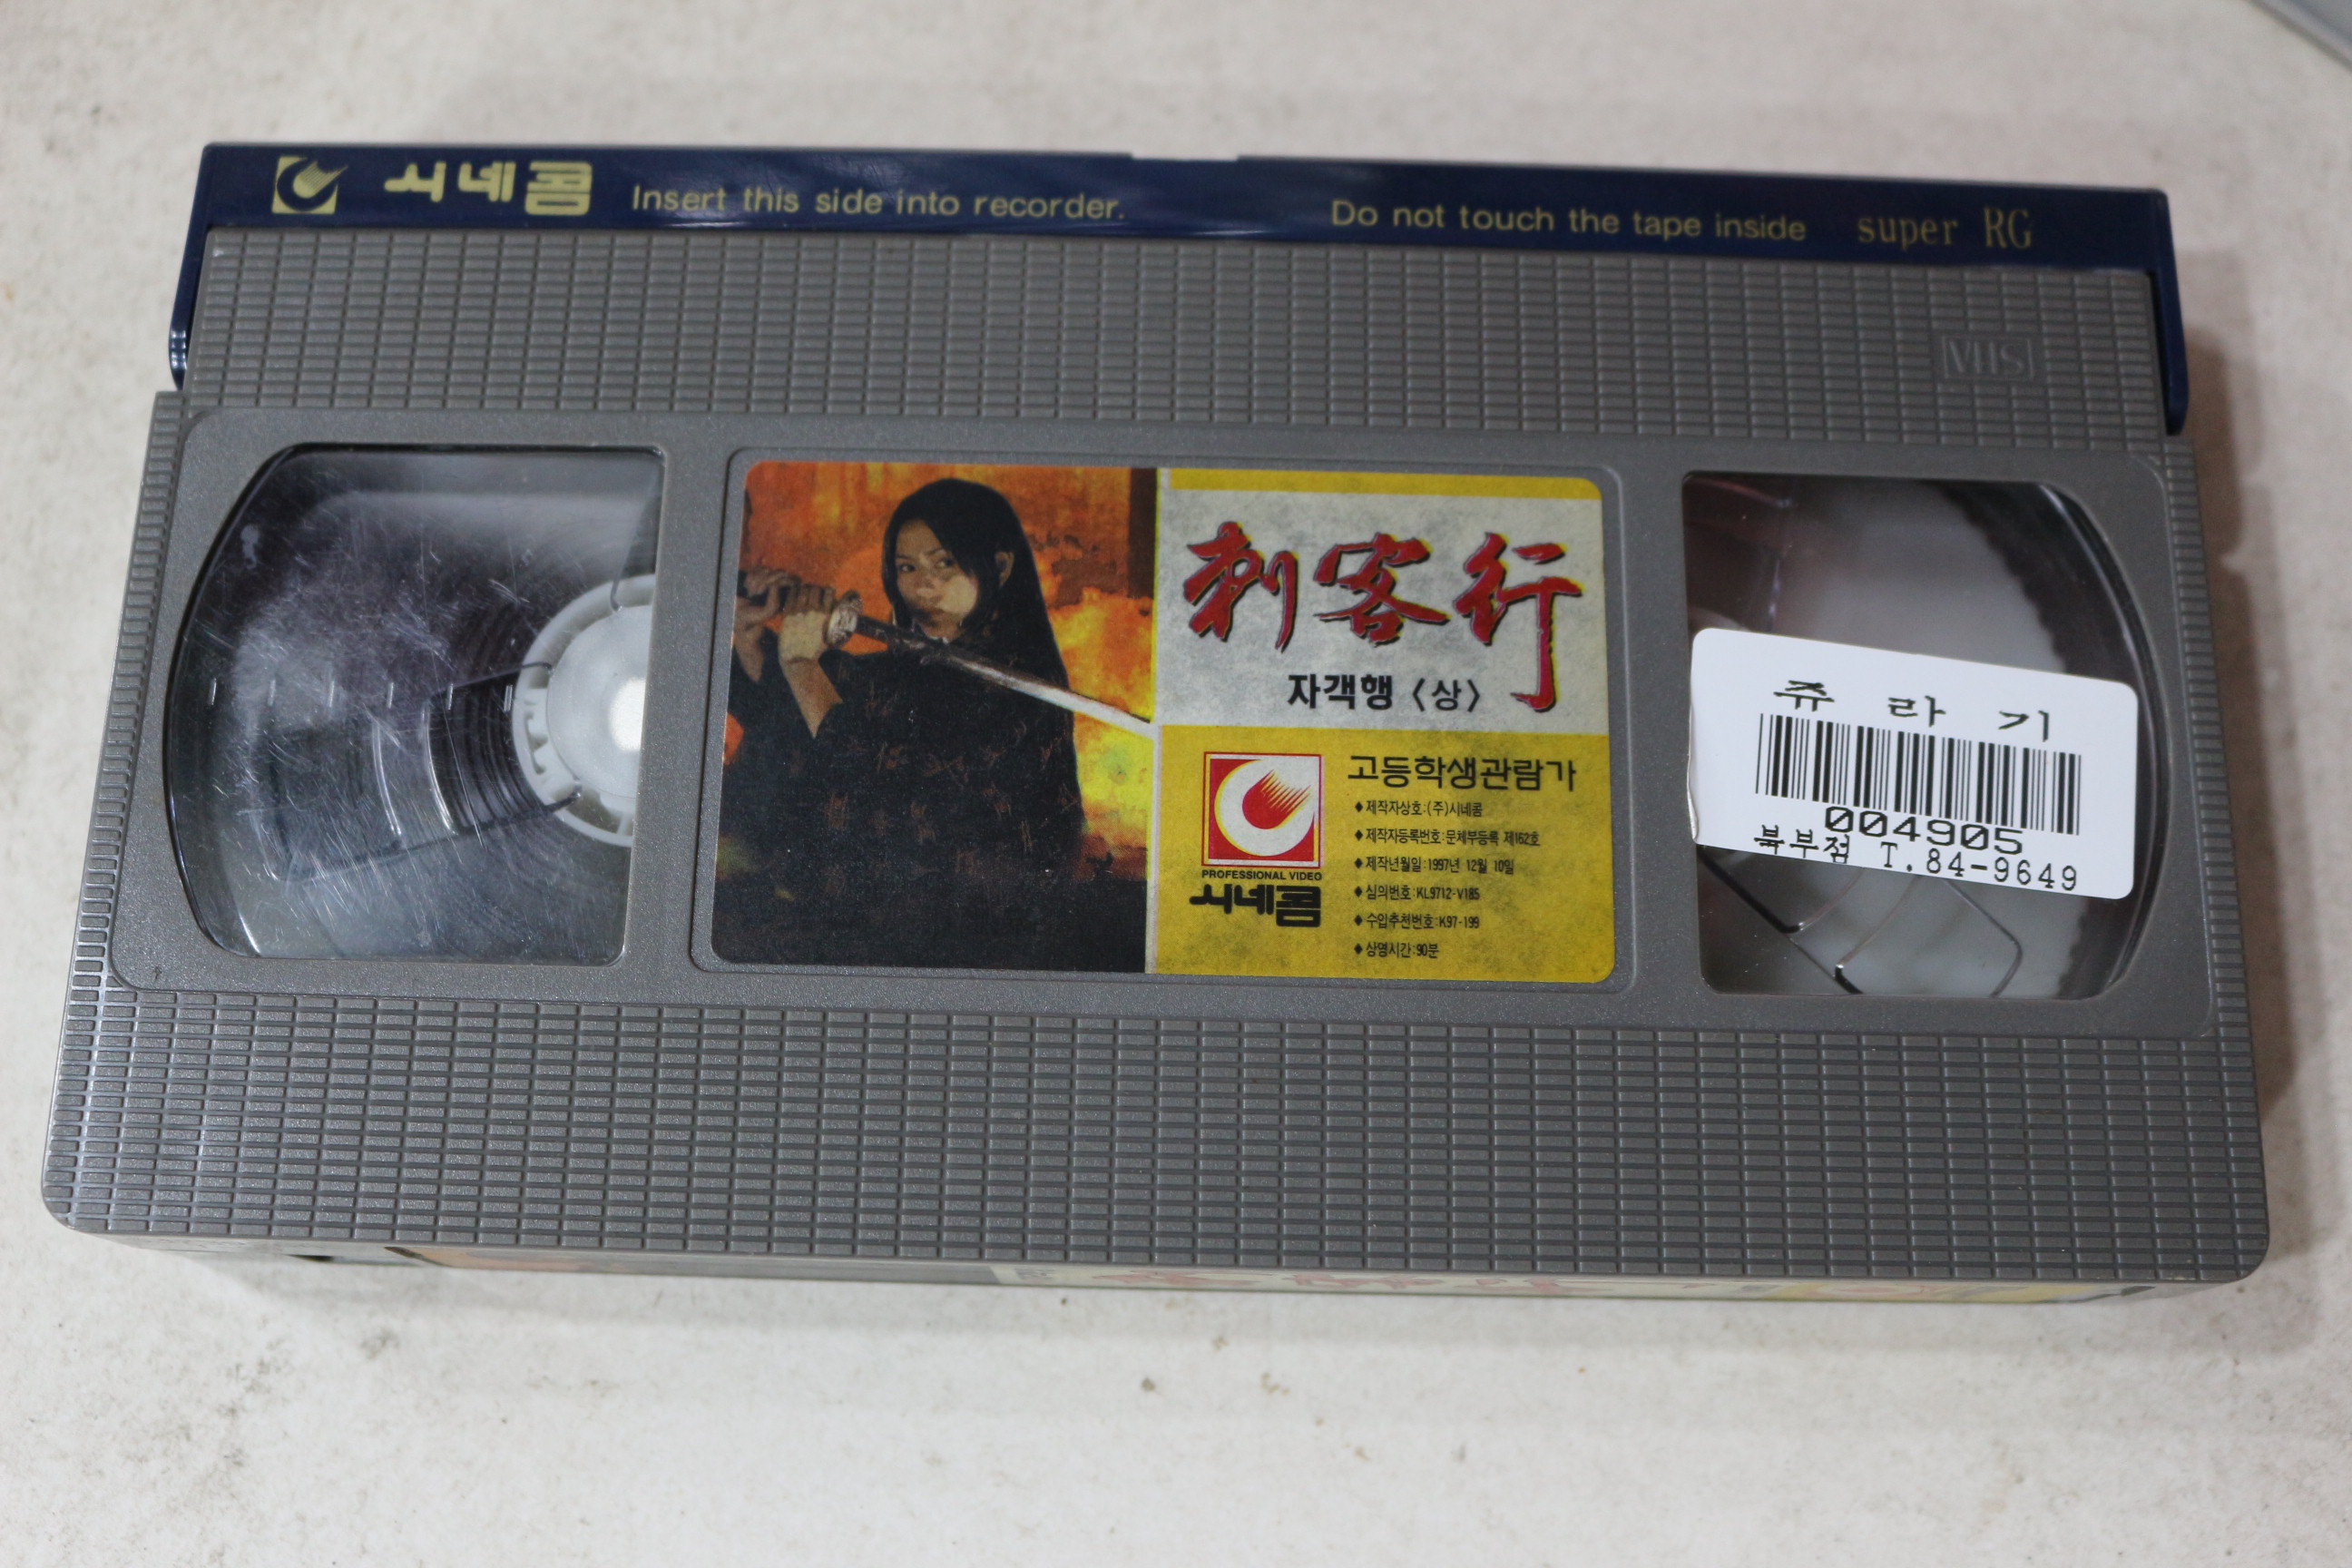 시네콤 Insert this side into recorder. Do not touch the tape inside super RG
VHS
刺客行
자객행 〈상〉
고등학생관람가
◆제작자상호:(주)시네콤
◆제작자등록번호:문체부등록 제162호
◆제작년월일:1997년 12월 10일
◆심의번호:KL9712-V185
◆수입추천번호:K97-199
◆상영시간:90분
PROFESSIONAL VIDEO
시네콤
쥬 라 기
004905
북부점 T.84-9649